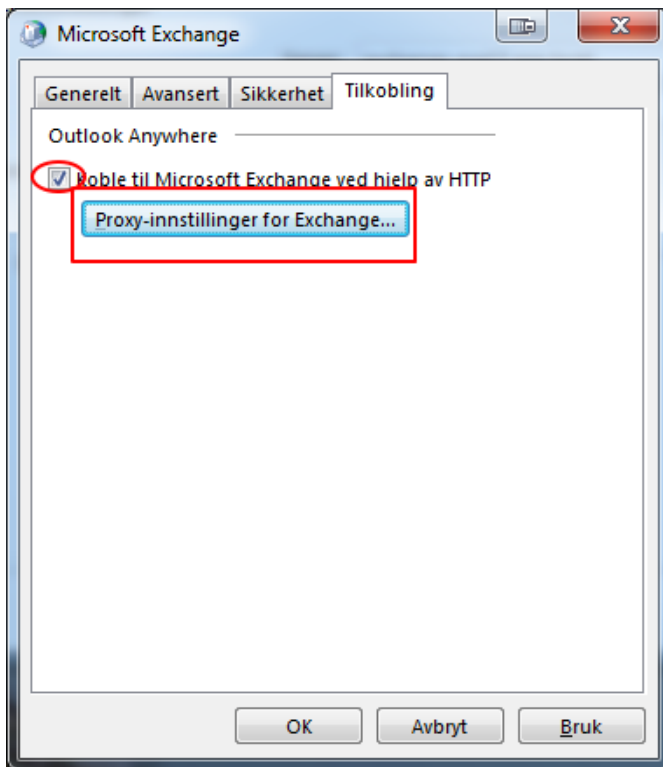 Microsoft Exchange
Generelt Avansert Sikkerhet Tilkobling
Outlook Anywhere
Koble til Microsoft Exchange ved hjelp av HTTP
Proxy-innstillinger for Exchange...
OK Avbryt Bruk